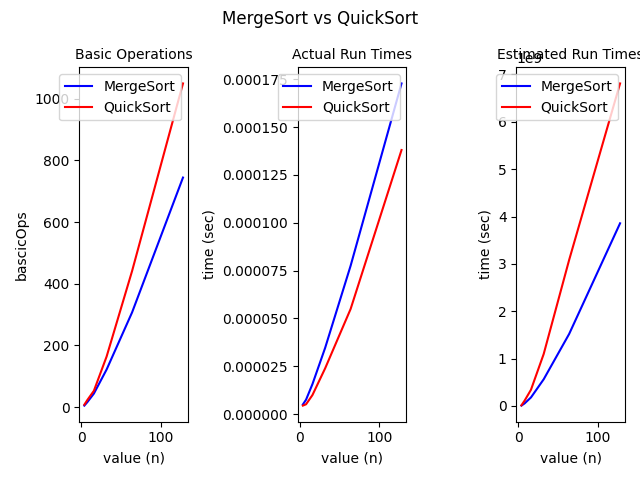 MergeSort vs QuickSort
Basic Operations
MergeSort
QuickSort
1000
800
600
400
200
0
bascicOps
0 100
value (n)
Actual Run Times
MergeSort
QuickSort
0.000175
0.000150
0.000125
0.000100
0.000075
0.000050
0.000025
0.000000
time (sec)
0 100
value (n)
Estimated Run Times
1e9
MergeSort
QuickSort
7
6
5
4
3
2
1
0
time (sec)
0 100
value (n)